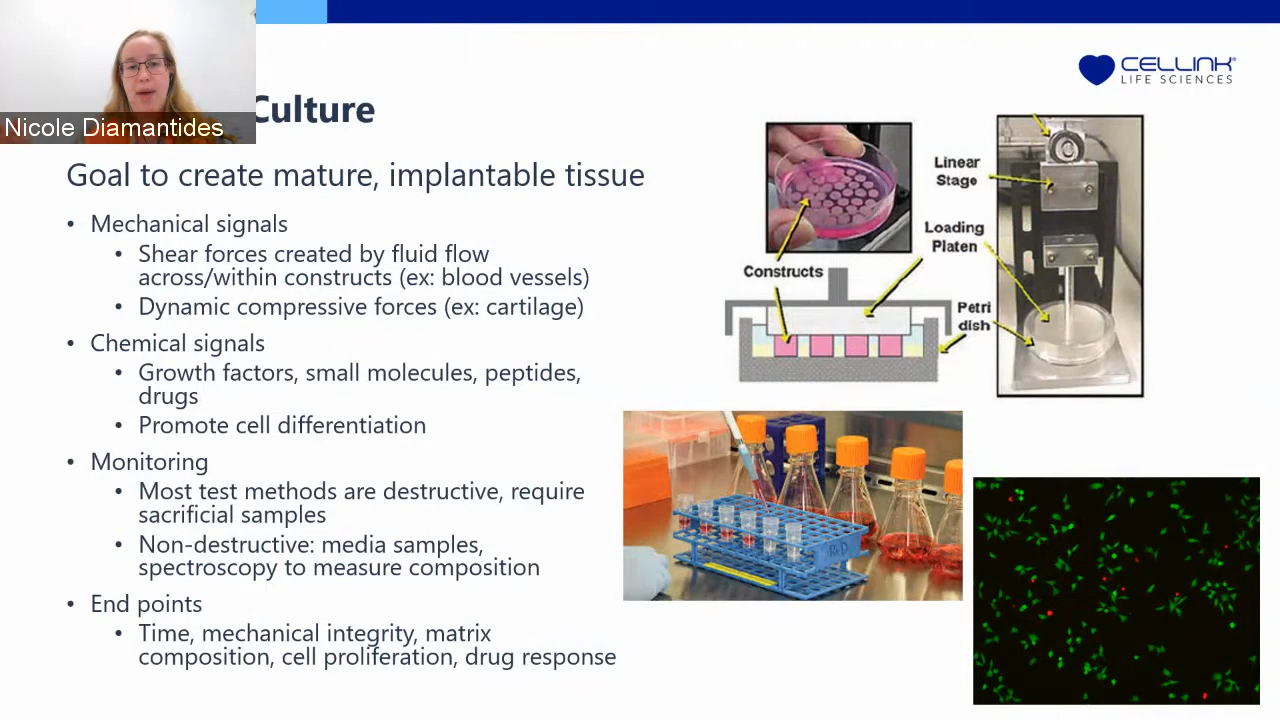 Nicole Diamantides
Culture
CELLINK
LIFE SCIENCES
Goal to create mature, implantable tissue
• Mechanical signals
• Shear forces created by fluid flow
across/within constructs (ex: blood vessels)
• Dynamic compressive forces (ex: cartilage)
• Chemical signals
• Growth factors, small molecules, peptides,
drugs
• Promote cell differentiation
• Monitoring
• Most test methods are destructive, require
sacrificial samples
• Non-destructive: media samples,
spectroscopy to measure composition
• End points
• Time, mechanical integrity, matrix
composition, cell proliferation, drug response
Linear
Stage
Loading
Platen
Constructs
Petri
dish
R&D